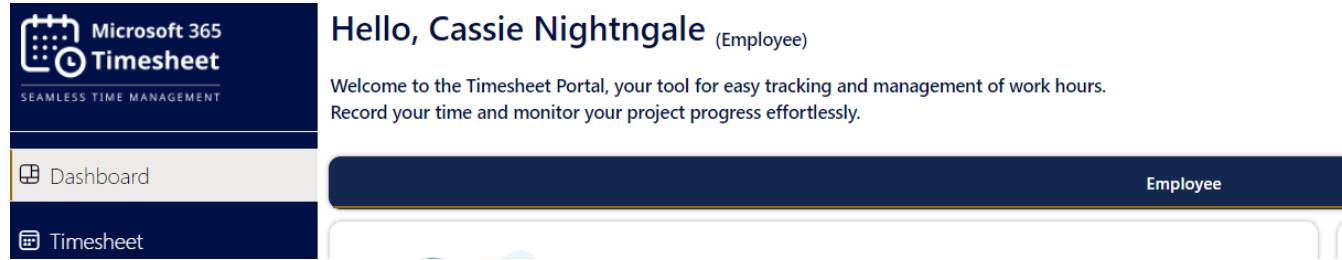 Microsoft 365
Timesheet
SEAMLESS TIME MANAGEMENT
Dashboard
Timesheet
Hello, Cassie Nightngale (Employee)
Welcome to the Timesheet Portal, your tool for easy tracking and management of work hours.
Record your time and monitor your project progress effortlessly.
Employee